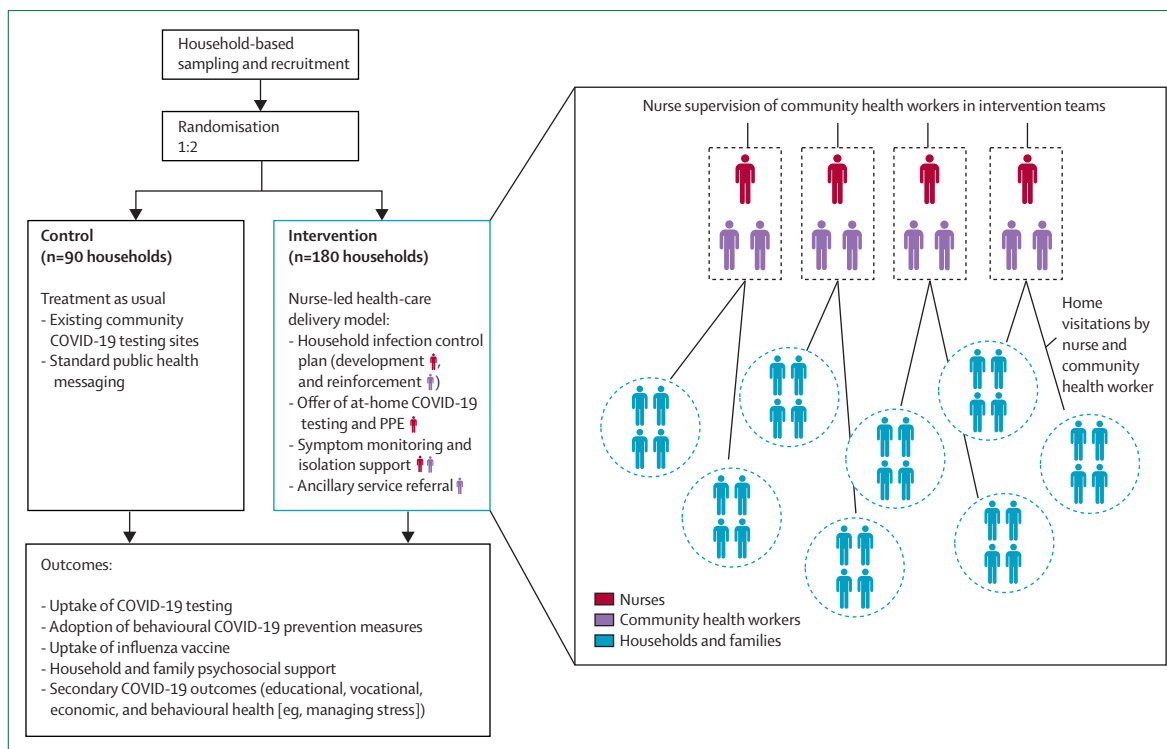 Household-based
sampling and recruitment
Randomisation
1:2
Control
(n=90 households)
Treatment as usual
- Existing community
COVID-19 testing sites
- Standard public health
messaging
Intervention
(n=180 households)
Nurse-led health-care
delivery model:
- Household infection control
plan (development ,
and reinforcement )
- Offer of at-home COVID-19
testing and PPE
- Symptom monitoring and
isolation support
- Ancillary service referral
Outcomes:
- Uptake of COVID-19 testing
- Adoption of behavioural COVID-19 prevention measures
- Uptake of influenza vaccine
- Household and family psychosocial support
- Secondary COVID-19 outcomes (educational, vocational,
economic, and behavioural health [eg, managing stress])
Nurse supervision of community health workers in intervention teams
Home
visitations by
nurse and
community
health worker
Nurses
Community health workers
Households and families